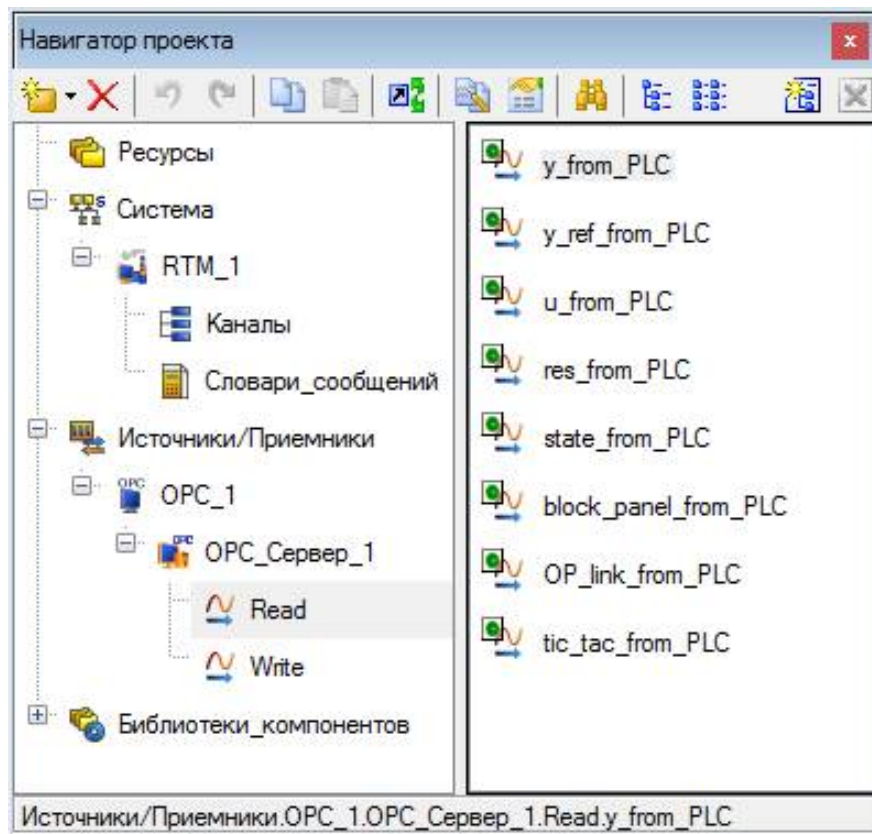 Навигатор проекта
Ресурсы
Система
RTM_1
Каналы
Словари_сообщений
Источники/Приемники
OPC_1
OPC_Сервер_1
Read
Write
Библиотеки_компонентов
y_from_PLC
y_ref_from_PLC
u_from_PLC
res_from_PLC
state_from_PLC
block_panel_from_PLC
OP_link_from_PLC
tic_tac_from_PLC
Источники/Приемники.OPC_1.OPC_Сервер_1.Read.y_from_PLC